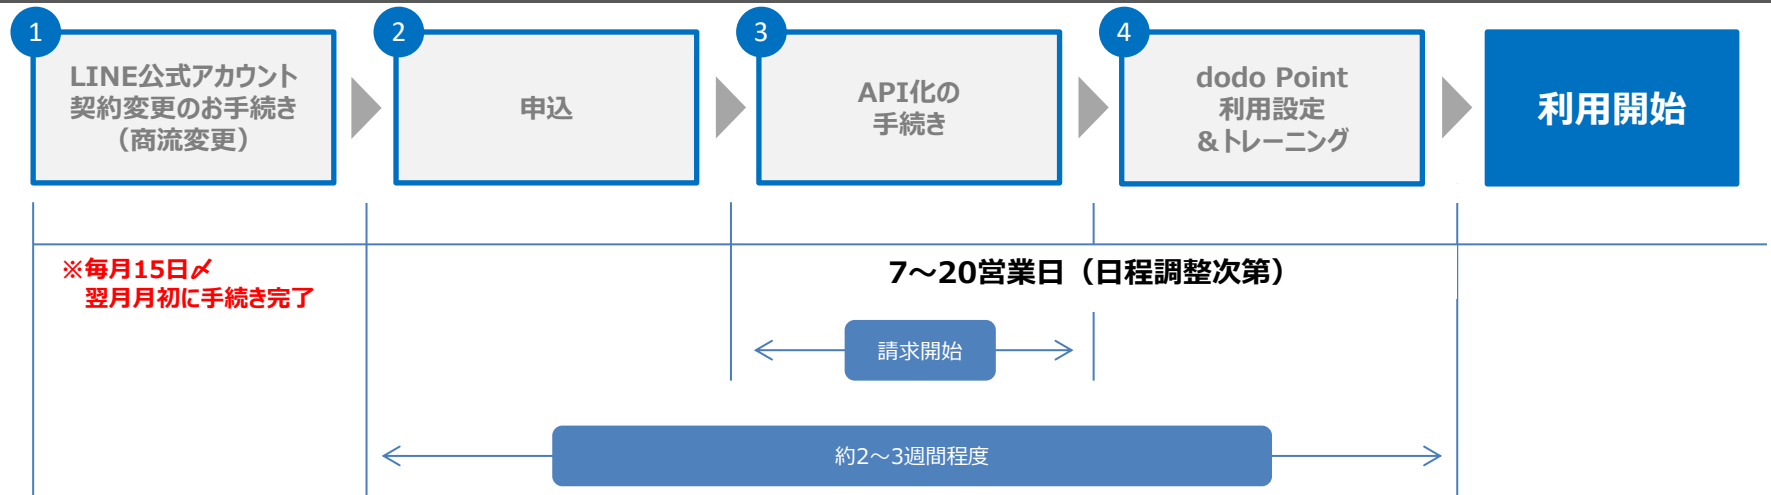 1
LINE公式アカウント
契約変更のお手続き
（商流変更）
2
申込
3
API化の
手続き
4
dodo Point
利用設定
＆トレーニング
利用開始
※毎月15日〆
翌月月初に手続き完了
7～20営業日（日程調整次第）
請求開始
約2～3週間程度